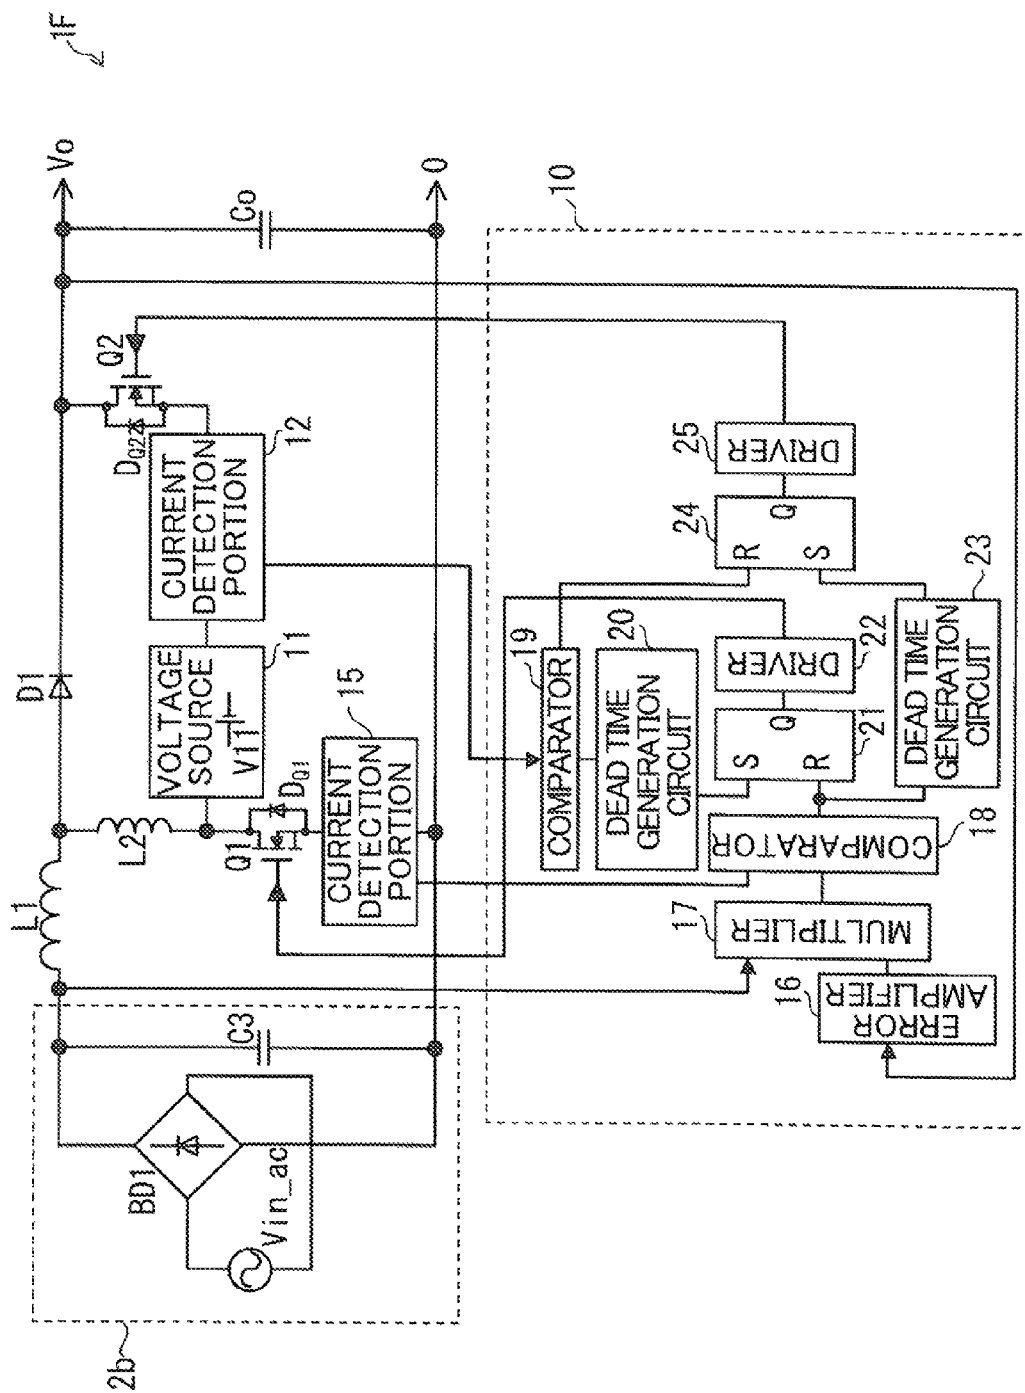 1F
Vo
0
Co
10
Q2
DQ2
CURRENT
DETECTION
PORTION
12
D1
VOLTAGE
SOURCE
V11
11
L1
L2
Q1
DQ1
CURRENT
DETECTION
PORTION
15
C3
BD1
Vin_ac
2b
DRIVER
25
R
S
Q
24
COMPARATOR
19
DEAD TIME
GENERATION
CIRCUIT
20
DRIVER
22
S
R
Q
21
DEAD TIME
GENERATION
CIRCUIT
23
COMPARATOR
18
MULTIPLIER
17
ERROR
AMPLIFIER
16